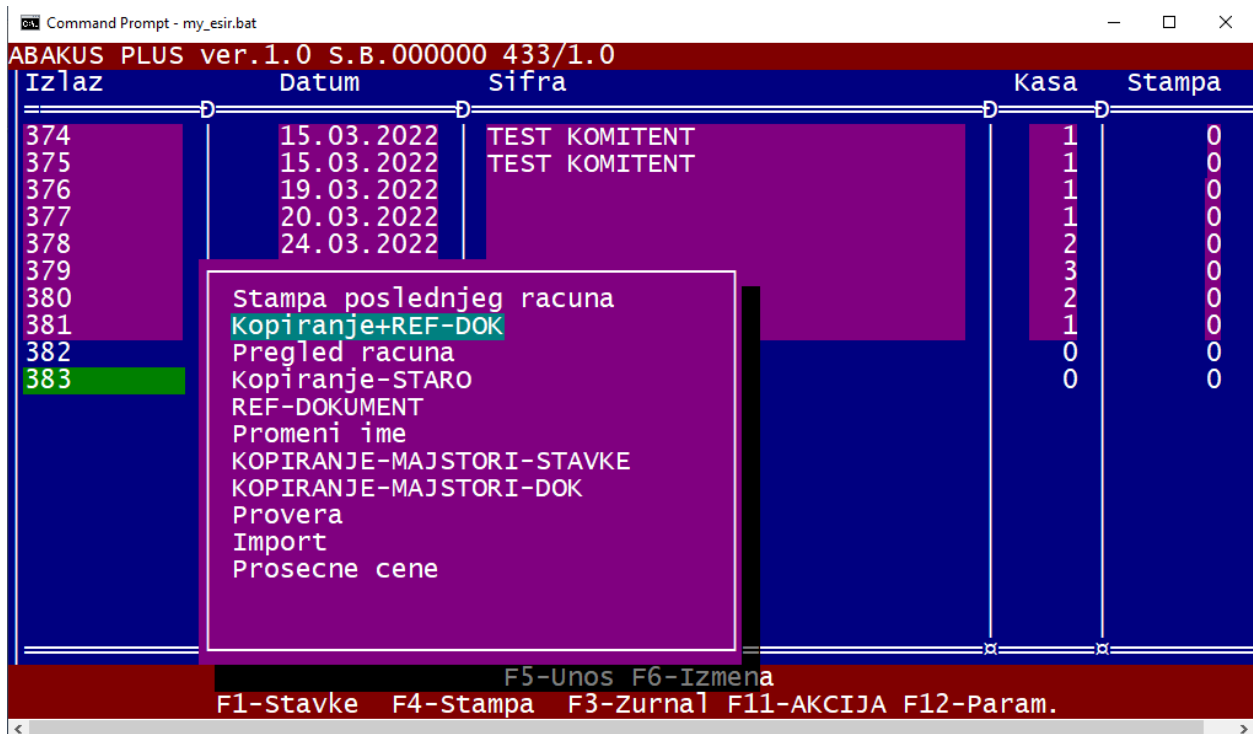 Command Prompt - my_esir.bat
ABAKUS PLUS ver.1.0 S.B.000000 433/1.0
Izlaz Datum Sifra Kasa Stampa
374 15.03.2022 TEST KOMITENT 1 0
375 15.03.2022 TEST KOMITENT 1 0
376 19.03.2022 1 0
377 20.03.2022 1 0
378 24.03.2022 2 0
379 3 0
380 Stampa poslednjeg racuna 2 0
381 Kopiranje+REF-DOK 1 0
382 Pregled racuna 0 0
383 Kopiranje-STARO 0 0
REF-DOKUMENT
Promeni ime
KOPIRANJE-MAJSTORI-STAVKE
KOPIRANJE-MAJSTORI-DOK
Provera
Import
Prosecne cene
F5-Unos F6-Izmena
F1-Stavke F4-Stampa F3-Zurnal F11-AKCIJA F12-Param.